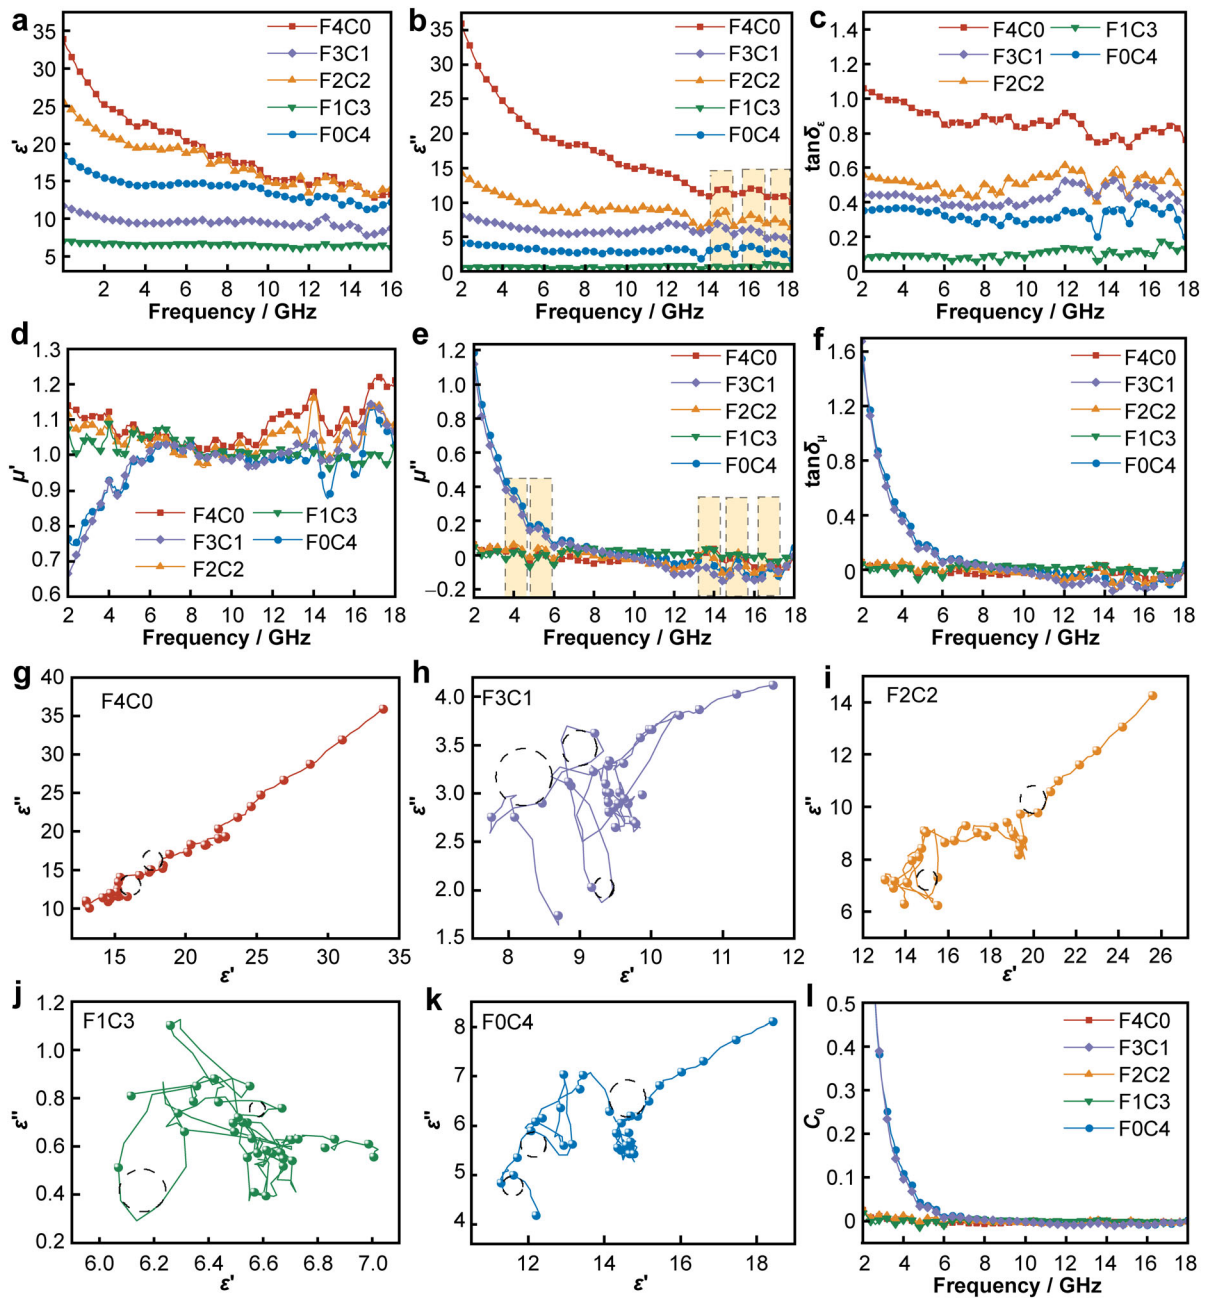 a
35
30
25
20
15
10
5
ε'
F4C0
F3C1
F2C2
F1C3
F0C4
2 4 6 8 10 12 14 16
Frequency / GHz
b
35
30
25
20
15
10
5
0
ε''
F4C0
F3C1
F2C2
F1C3
F0C4
2 4 6 8 10 12 14 16 18
Frequency / GHz
c
1.4
1.2
1.0
0.8
0.6
0.4
0.2
0
tanδε
F4C0 F1C3
F3C1 F0C4
F2C2
2 4 6 8 10 12 14 16 18
Frequency / GHz
d
1.3
1.2
1.1
1.0
0.9
0.8
0.7
0.6
μ'
F4C0 F1C3
F3C1 F0C4
F2C2
2 4 6 8 10 12 14 16 18
Frequency / GHz
e
1.2
1.0
0.8
0.6
0.4
0.2
0
−0.2
μ''
F4C0
F3C1
F2C2
F1C3
F0C4
2 4 6 8 10 12 14 16 18
Frequency / GHz
f
1.6
1.2
0.8
0.4
0
tanδμ
F4C0
F3C1
F2C2
F1C3
F0C4
2 4 6 8 10 12 14 16 18
Frequency / GHz
g
F4C0
40
35
30
25
20
15
10
ε''
15 20 25 30 35
ε'
h
F3C1
4.0
3.5
3.0
2.5
2.0
1.5
ε''
8 9 10 11 12
ε'
i
F2C2
14
12
10
8
6
ε''
12 14 16 18 20 22 24 26
ε'
j
F1C3
1.2
1.0
0.8
0.6
0.4
0.2
ε''
6.0 6.2 6.4 6.6 6.8 7.0
ε'
k
F0C4
8
7
6
5
4
ε''
12 14 16 18
ε'
l
0.5
0.4
0.3
0.2
0.1
0
C0
F4C0
F3C1
F2C2
F1C3
F0C4
2 4 6 8 10 12 14 16 18
Frequency / GHz